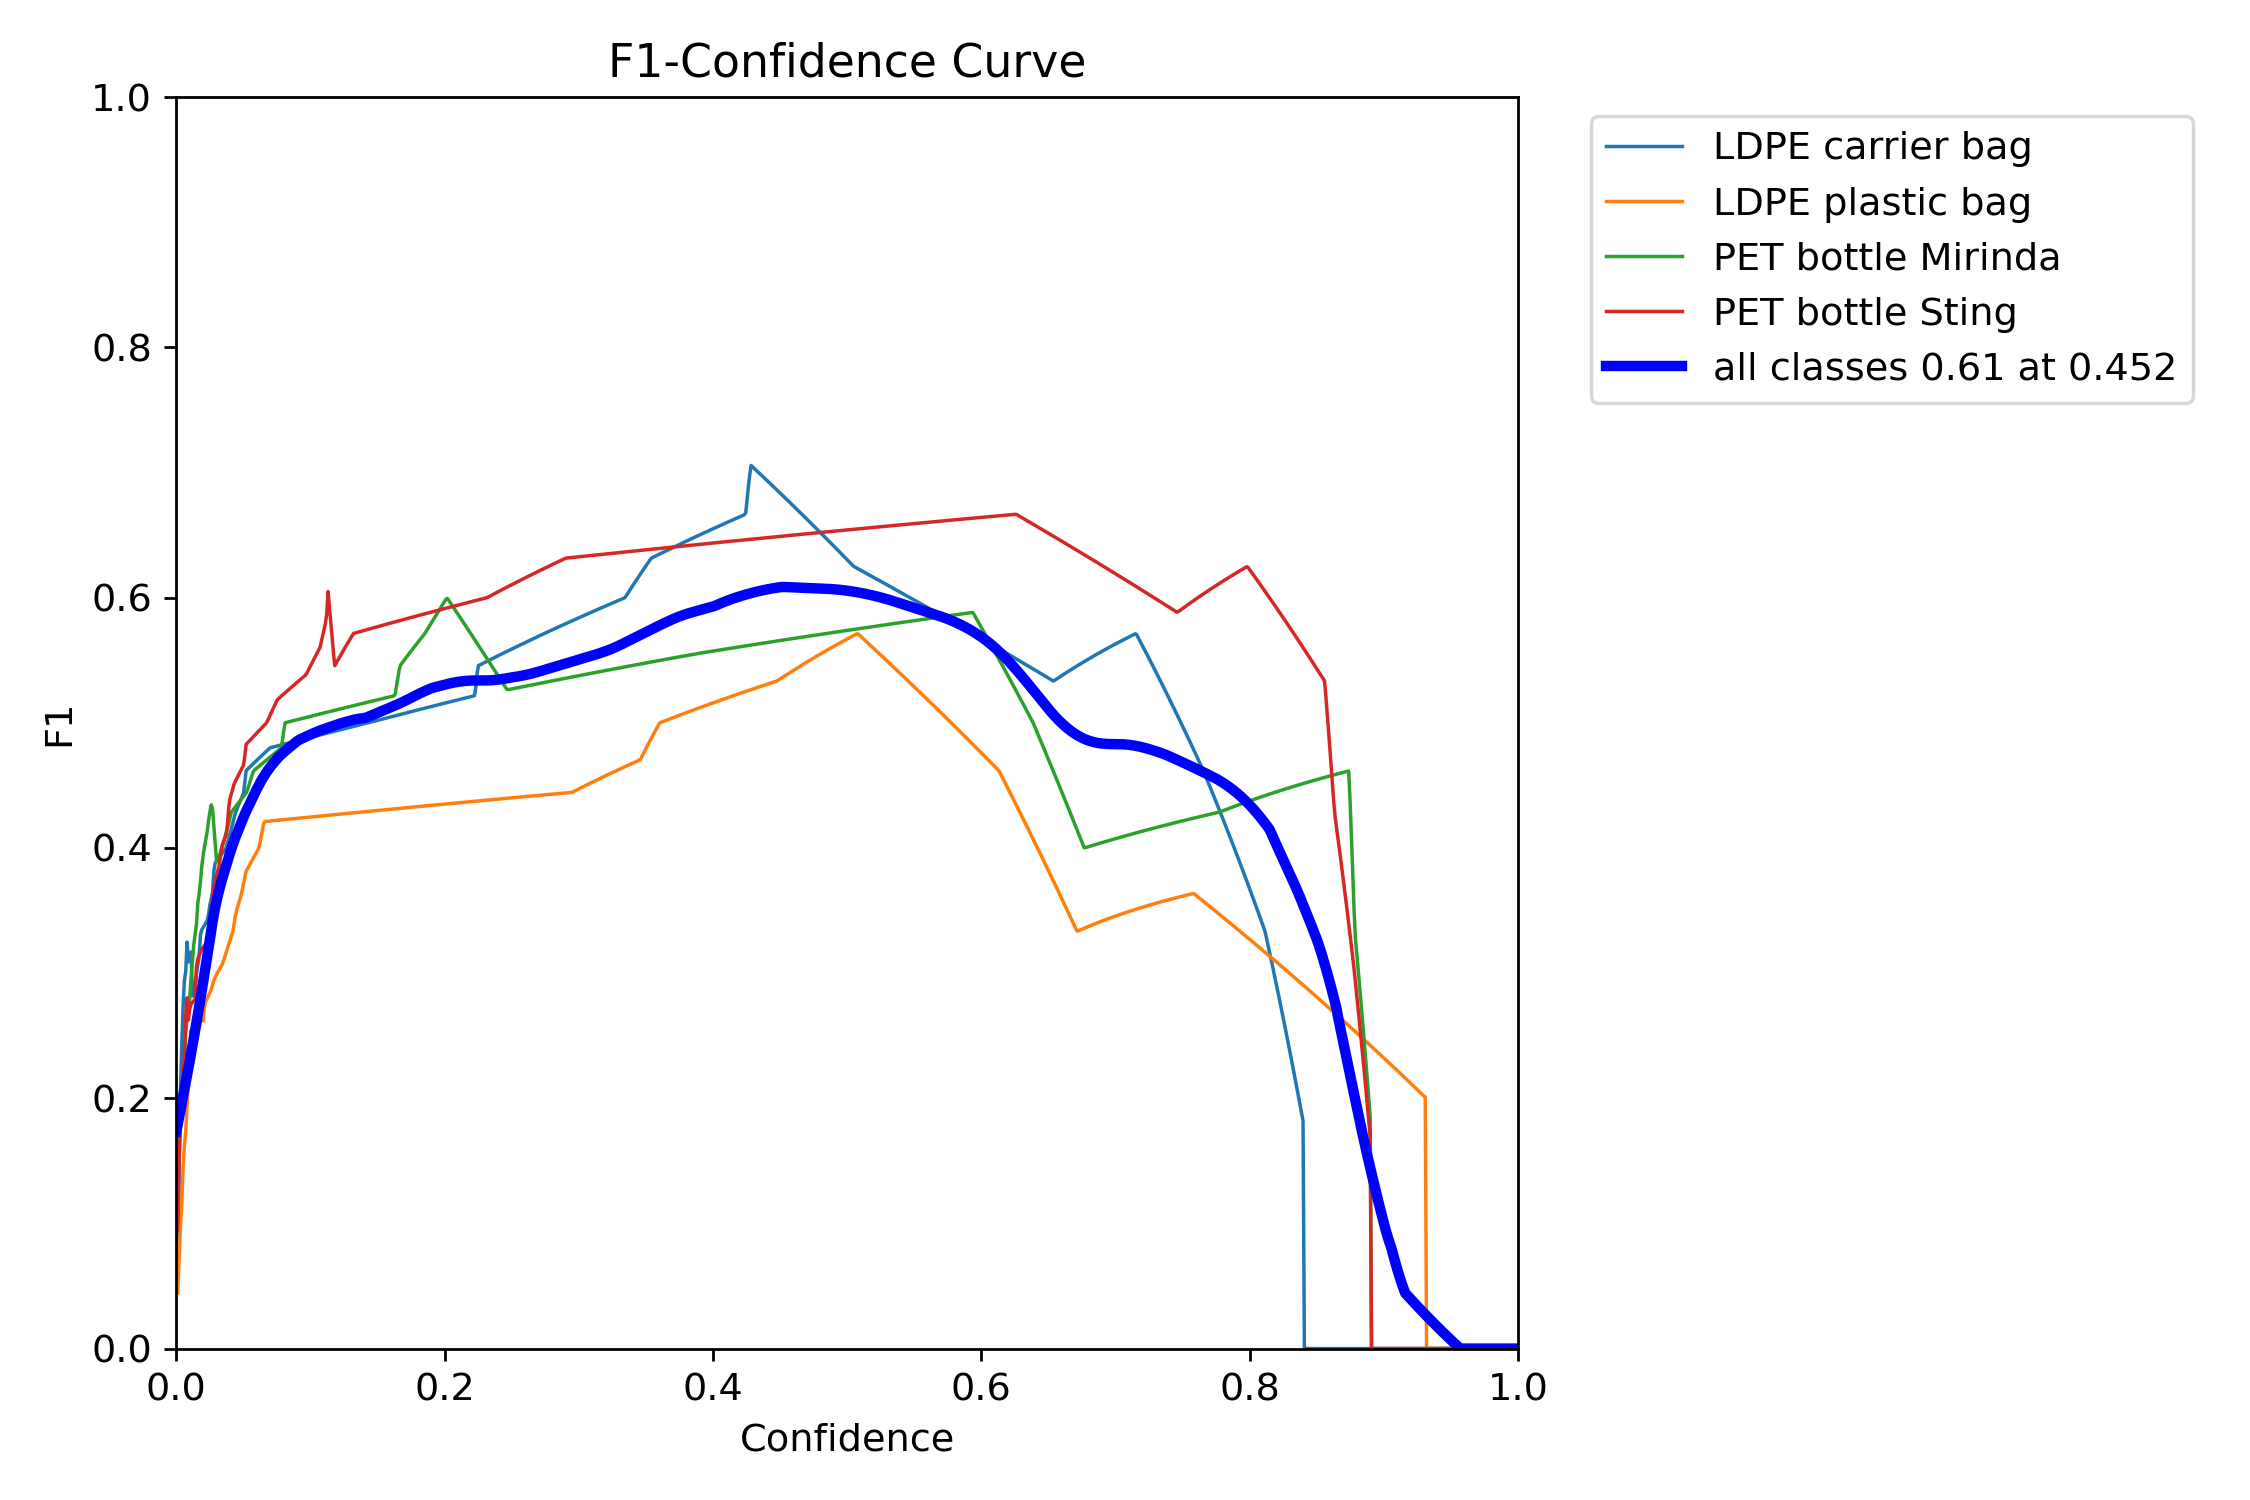 F1-Confidence Curve
1.0
0.8
0.6
0.4
0.2
0.0
F1
0.0 0.2 0.4 0.6 0.8 1.0
Confidence
LDPE carrier bag
LDPE plastic bag
PET bottle Mirinda
PET bottle Sting
all classes 0.61 at 0.452